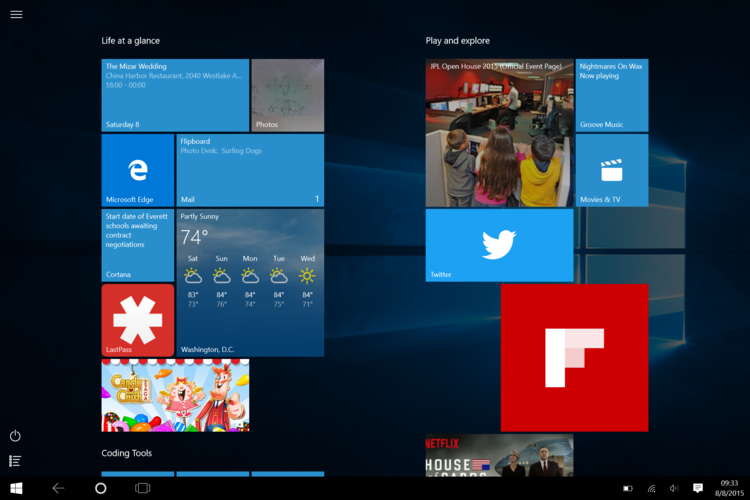 Life at a glance
The Mizar Wedding
China Harbor Restaurant, 2040 Westlake A...
18:00 - 00:00
Saturday 8
Photos
Microsoft Edge
Flipboard
Photo Desk: Surfing Dogs
Mail
1
Start date of Everett
schools awaiting
contract
negotiations
Cortana
Partly Sunny
74°
Sat Sun Mon Tue Wed
83° 84° 84° 84° 84°
73° 76° 74° 75° 71°
Washington, D.C.
LastPass
Candy
Crush
SAGA
Coding Tools
Play and explore
JPL Open House 2015 (Official Event Page)
Nightmares On Wax
Now playing
Groove Music
Movies & TV
Twitter
NETFLIX
HOUSE
OF CARDS
09:33
8/8/2015